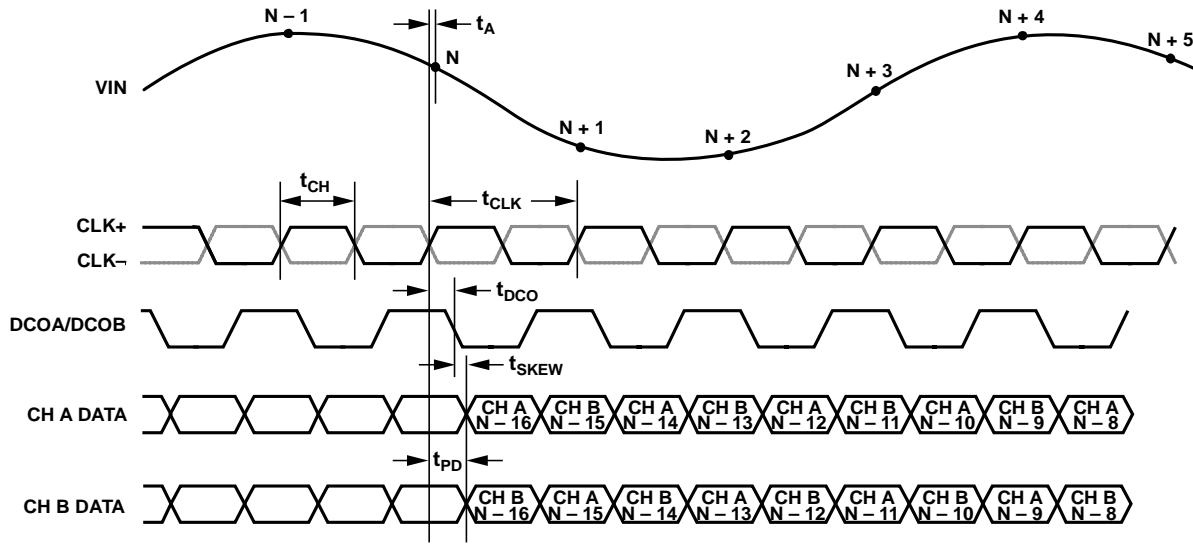 N – 1
t_A
N
N + 4
N + 5
VIN
N + 3
N + 1
N + 2
t_CH
t_CLK
CLK+
CLK–
t_DCO
DCOA/DCOB
t_SKEW
CH A DATA
CH A CH B CH A CH B CH A CH B CH A CH B CH A
N – 16 N – 15 N – 14 N – 13 N – 12 N – 11 N – 10 N – 9 N – 8
t_PD
CH B DATA
CH B CH A CH B CH A CH B CH A CH B CH A CH B
N – 16 N – 15 N – 14 N – 13 N – 12 N – 11 N – 10 N – 9 N – 8